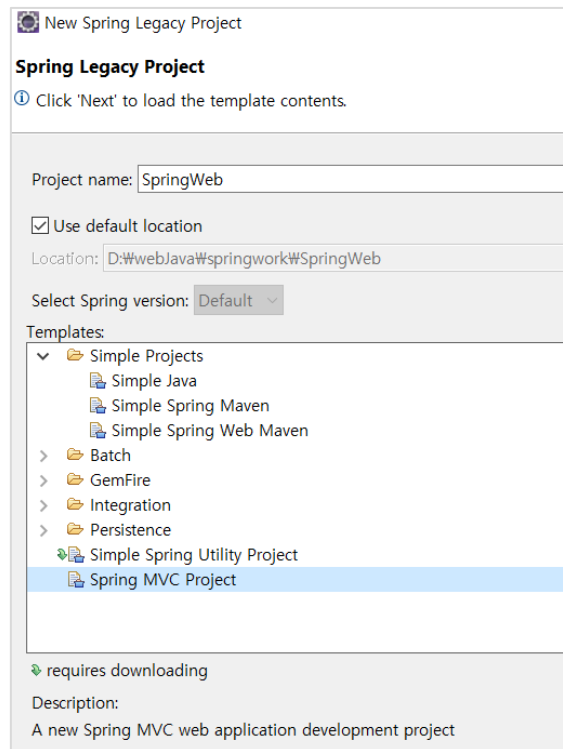 New Spring Legacy Project
Spring Legacy Project
Click 'Next' to load the template contents.
Project name: SpringWeb
Use default location
Location: D:₩webJava₩springwork₩SpringWeb
Select Spring version: Default
Templates:
Simple Projects
Simple Java
Simple Spring Maven
Simple Spring Web Maven
Batch
GemFire
Integration
Persistence
Simple Spring Utility Project
Spring MVC Project
requires downloading
Description:
A new Spring MVC web application development project